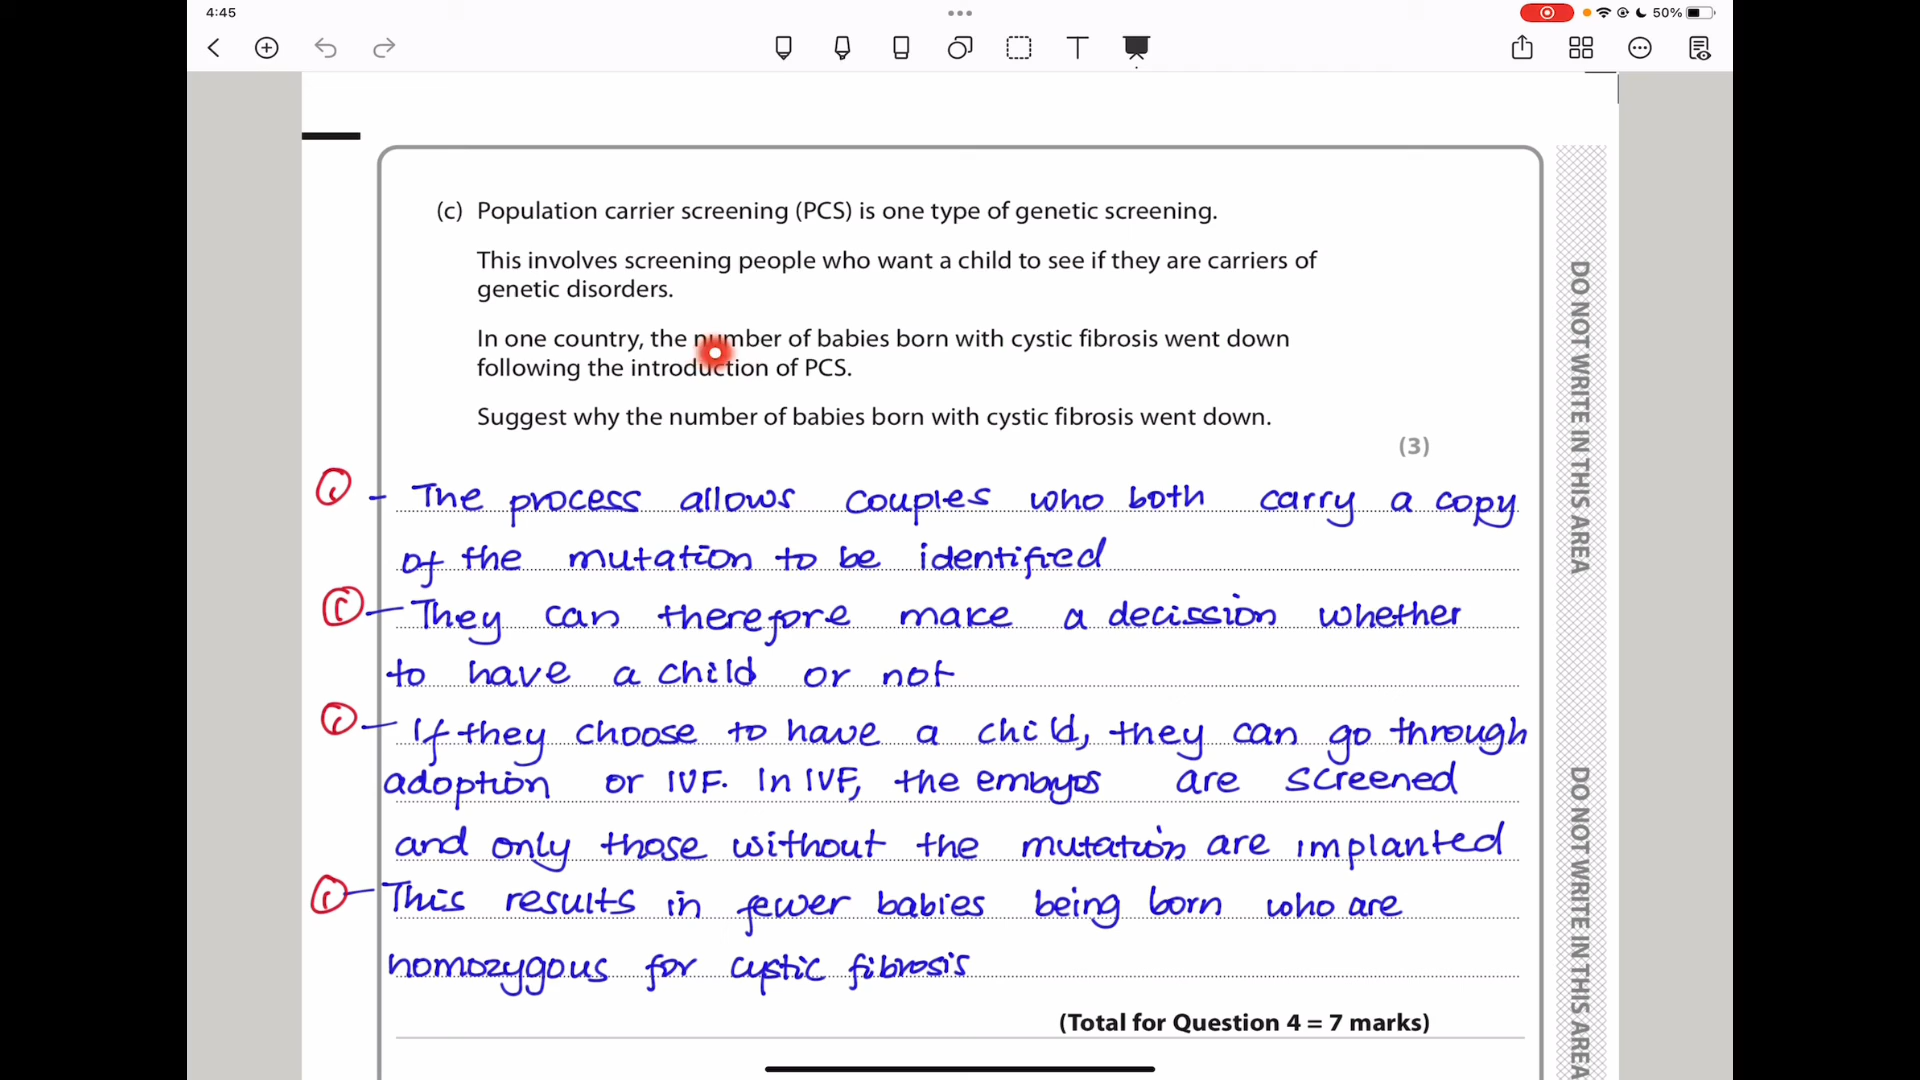 4:45
50%
(c) Population carrier screening (PCS) is one type of genetic screening.
This involves screening people who want a child to see if they are carriers of
genetic disorders.
In one country, the number of babies born with cystic fibrosis went down
following the introduction of PCS.
Suggest why the number of babies born with cystic fibrosis went down.
(3)
① - The process allows couples who both carry a copy
of the mutation to be identified
① - They can therefore make a decission whether
to have a child or not
① - If they choose to have a child, they can go through
adoption or IVF. In IVF, the embryos are screened
and only those without the mutation are implanted
① - This results in fewer babies being born who are
homozygous for cystic fibrosis
(Total for Question 4 = 7 marks)
DO NOT WRITE IN THIS AREA
DO NOT WRITE IN THIS AREA